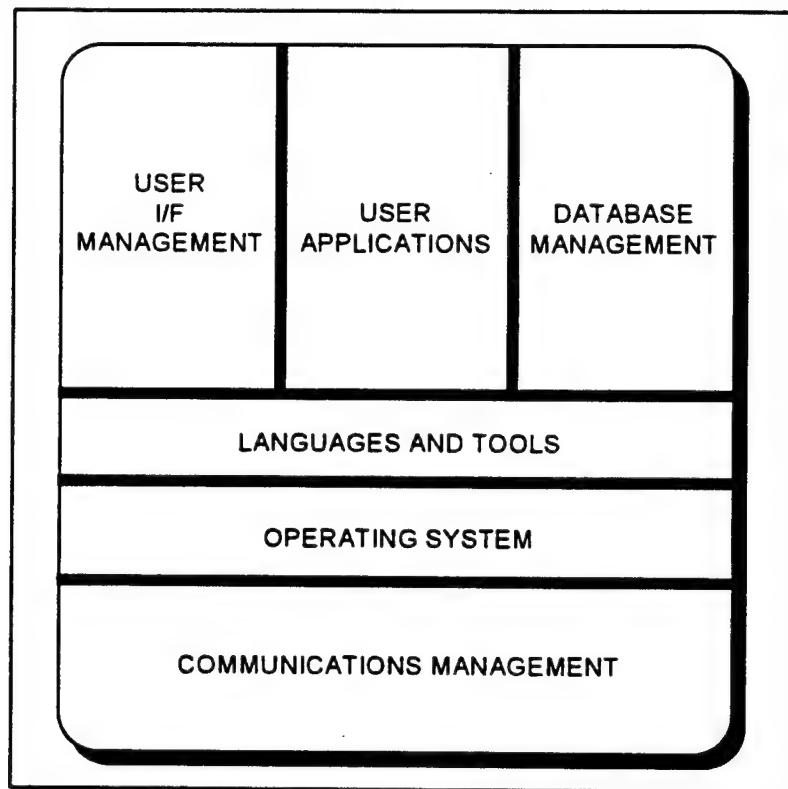 USER
I/F
MANAGEMENT
USER
APPLICATIONS
DATABASE
MANAGEMENT
LANGUAGES AND TOOLS
OPERATING SYSTEM
COMMUNICATIONS MANAGEMENT